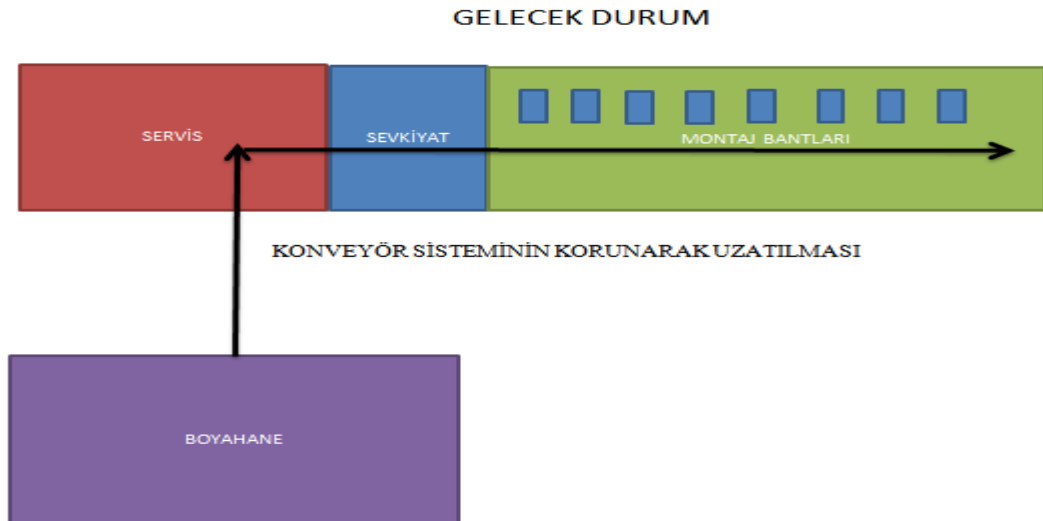 GELECEK DURUM
SERVİS
SEVKİYAT
MONTAJ BANTLARI
KONVEYÖR SİSTEMİNİN KORUNARAK UZATILMASI
BOYAHANE